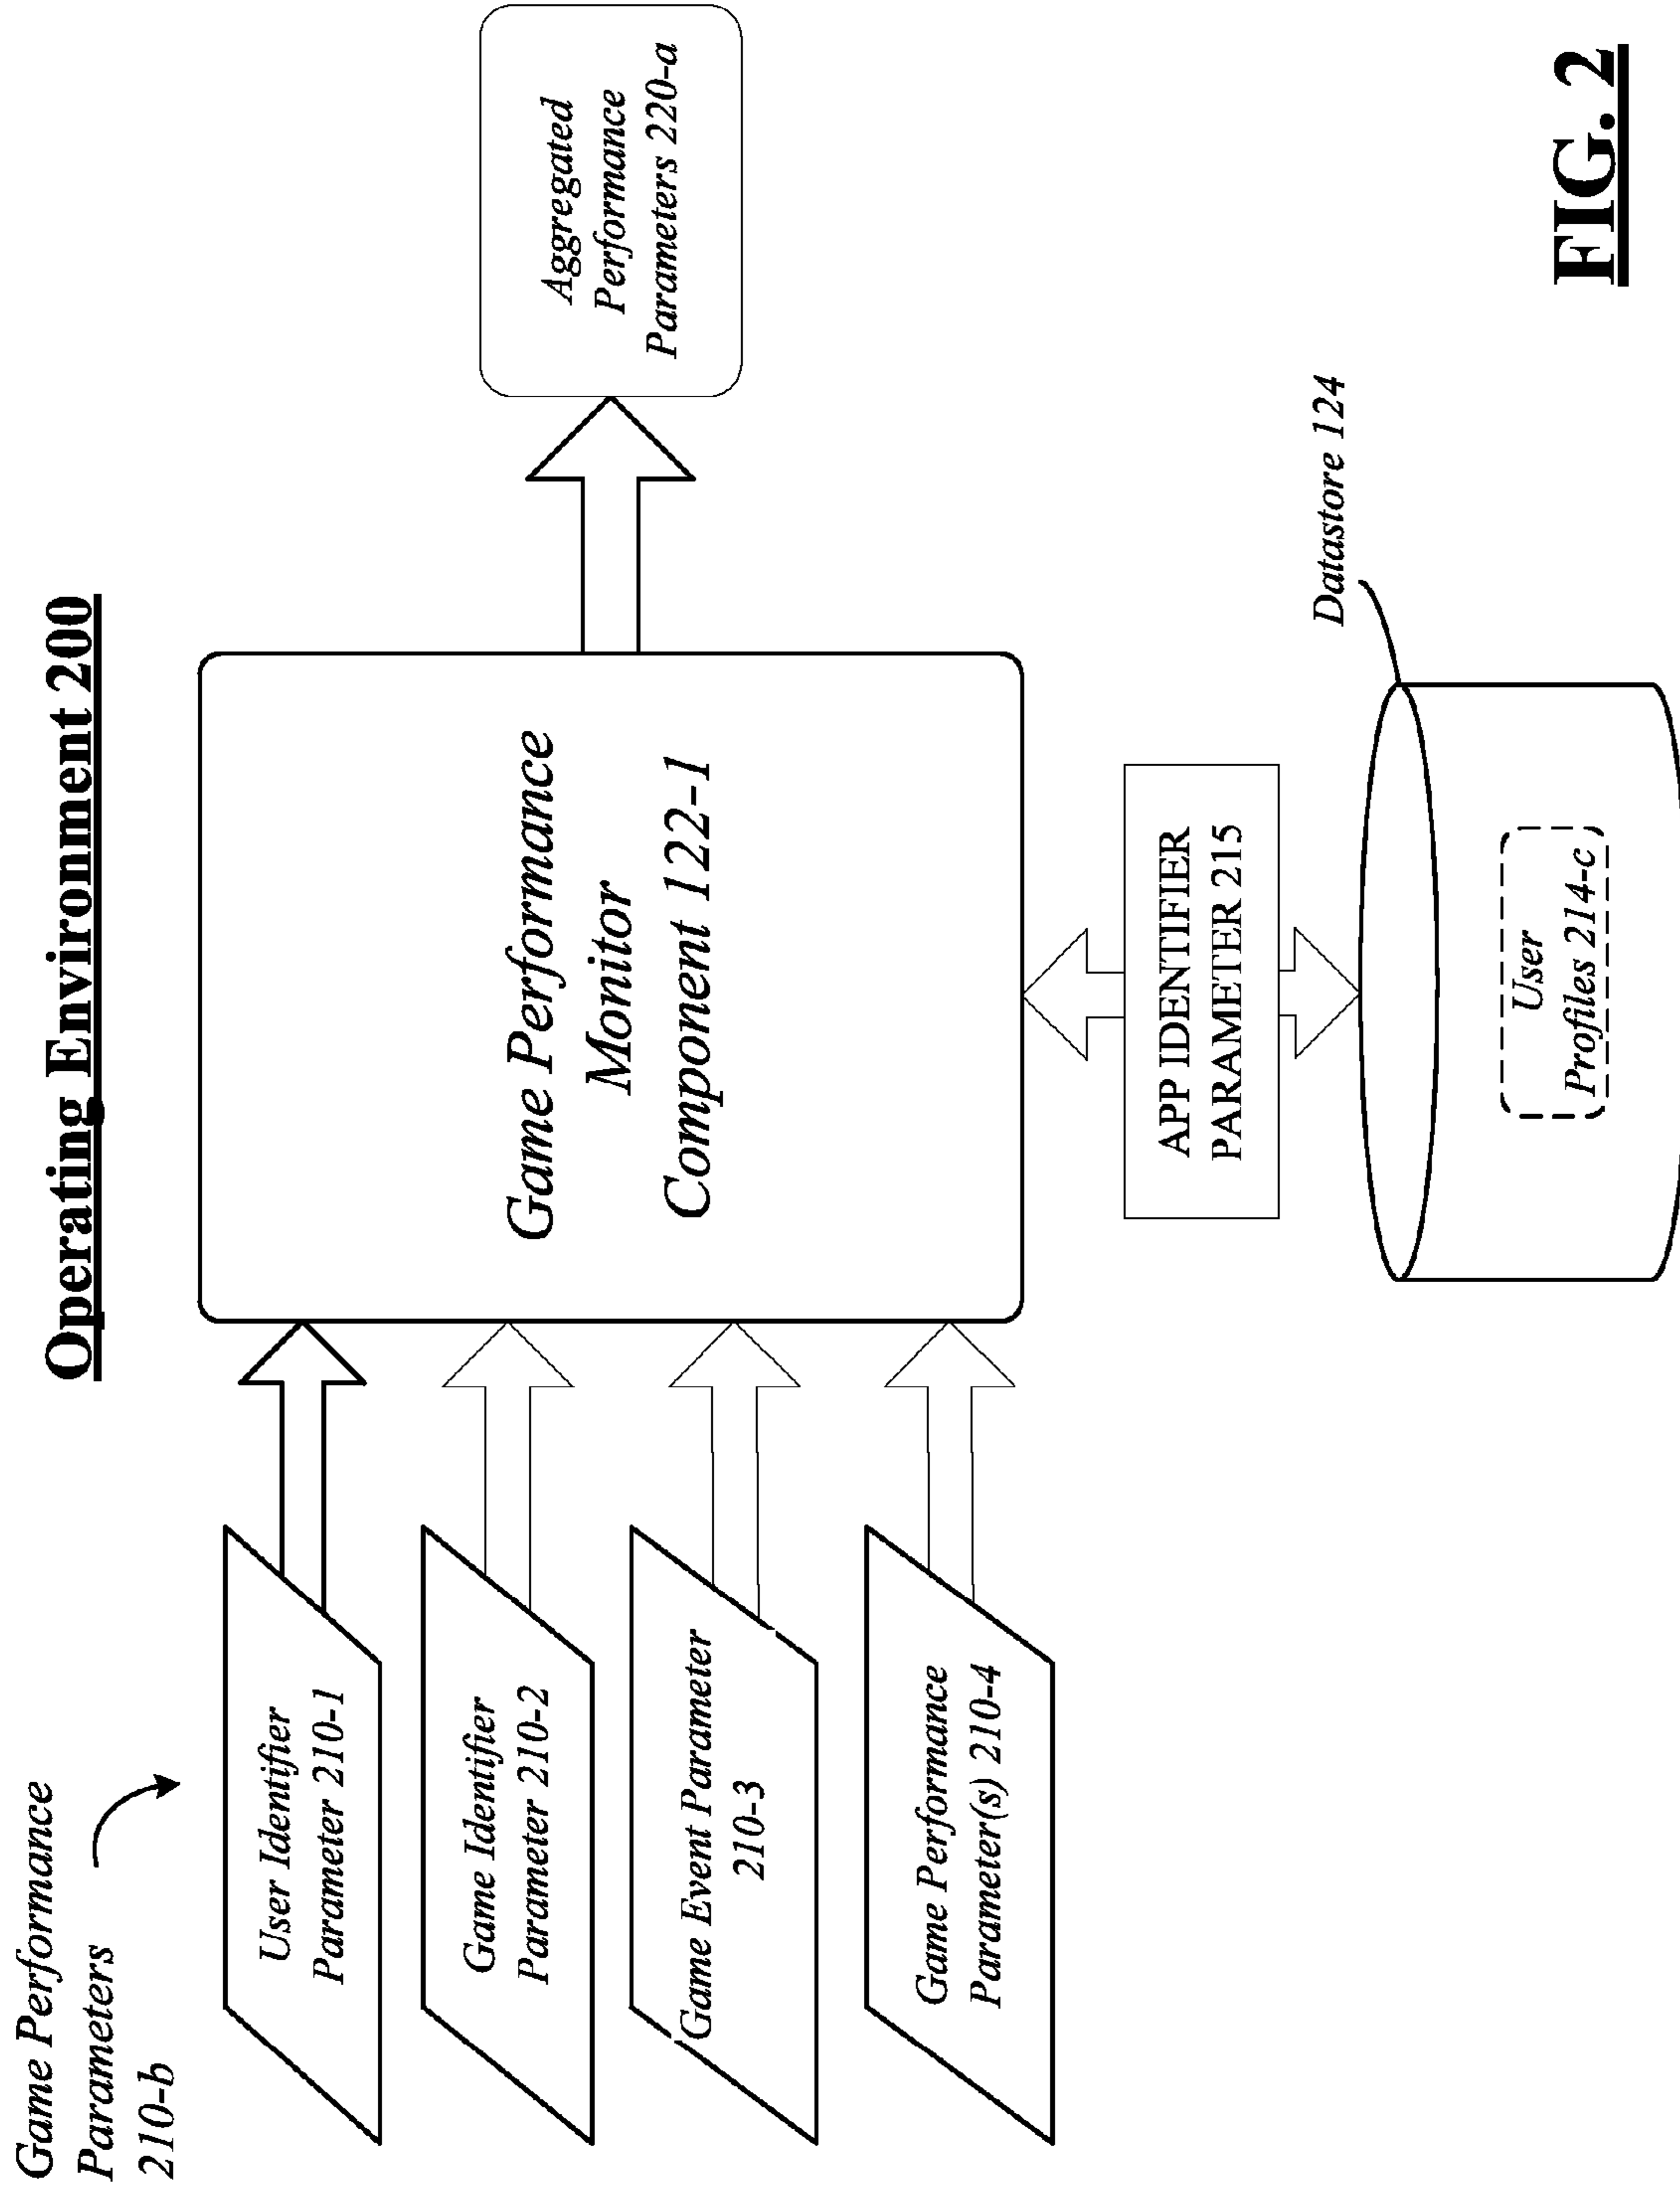 Operating Environment 200
Game Performance
Parameters
210-b
User Identifier
Parameter 210-1
Game Identifier
Parameter 210-2
Game Event Parameter
210-3
Game Performance
Parameter(s) 210-4
Game Performance
Monitor
Component 122-1
Aggregated
Performance
Parameters 220-a
APP IDENTIFIER
PARAMETER 215
Datastore 124
User
Profiles 214-c
FIG. 2